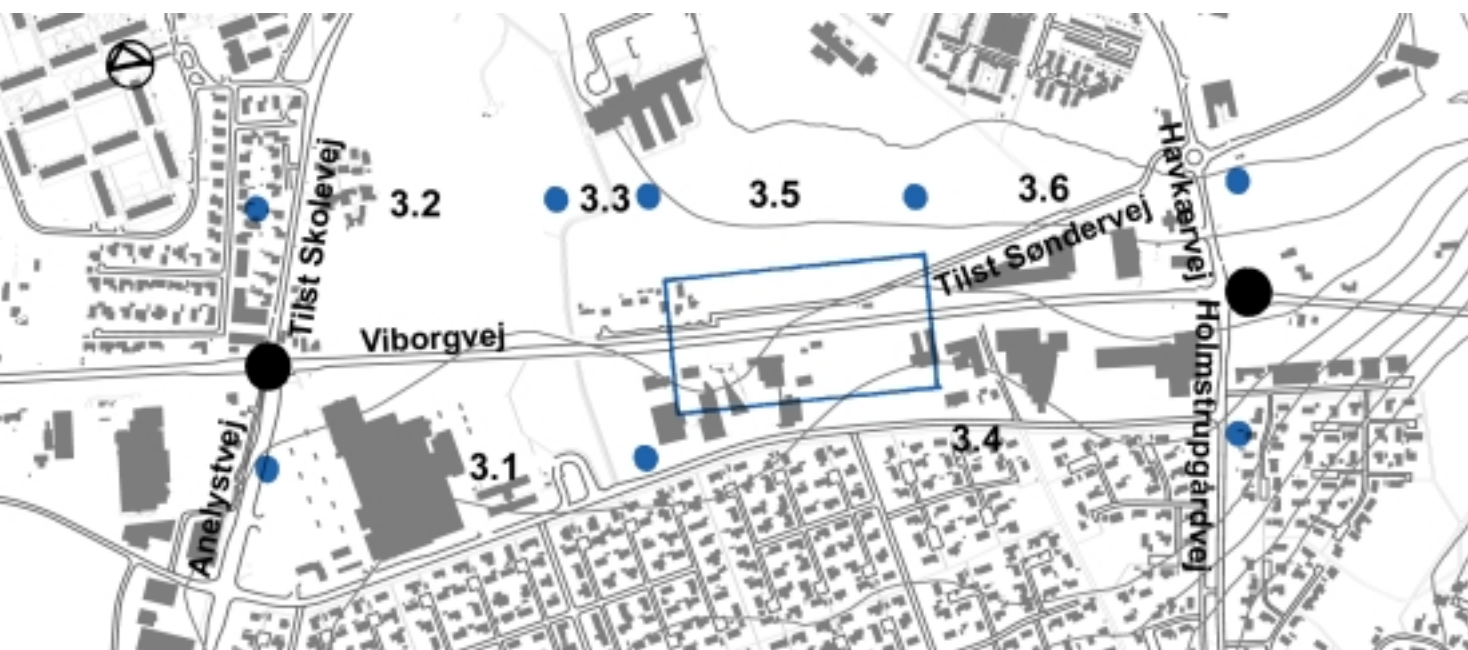 Tilst Skolevej
3.2
3.3
3.5
3.6
Havkærvej
Tilst Søndervej
Viborgvej
Holmstrupgårdvej
3.1
3.4
Anelystvej